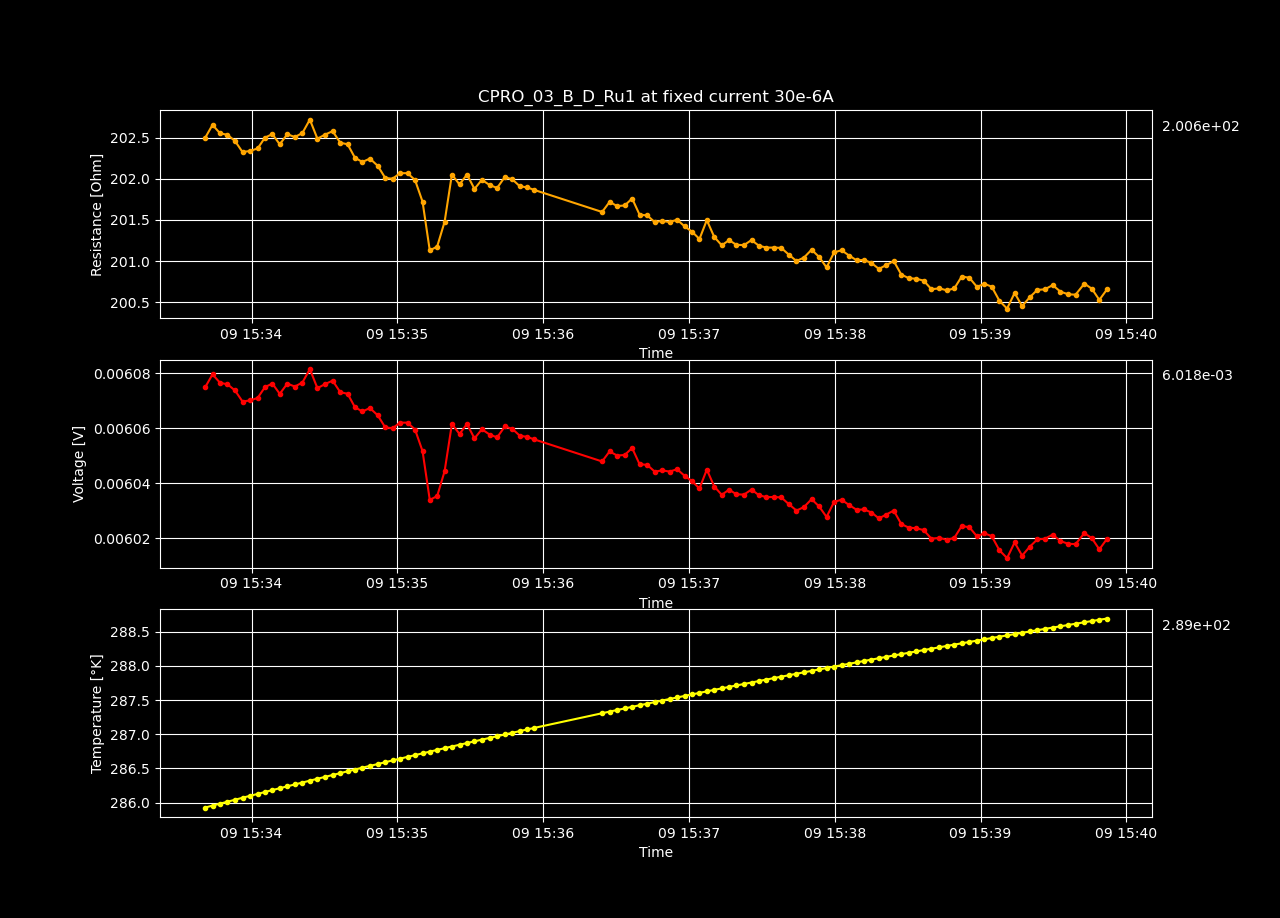 CPRO_03_B_D_Ru1 at fixed current 30e-6A
2.006e+02
Resistance [Ohm]
202.5
202.0
201.5
201.0
200.5
09 15:34 09 15:35 09 15:36 09 15:37 09 15:38 09 15:39 09 15:40
Time
6.018e-03
Voltage [V]
0.00608
0.00606
0.00604
0.00602
09 15:34 09 15:35 09 15:36 09 15:37 09 15:38 09 15:39 09 15:40
Time
2.89e+02
Temperature [°K]
288.5
288.0
287.5
287.0
286.5
286.0
09 15:34 09 15:35 09 15:36 09 15:37 09 15:38 09 15:39 09 15:40
Time